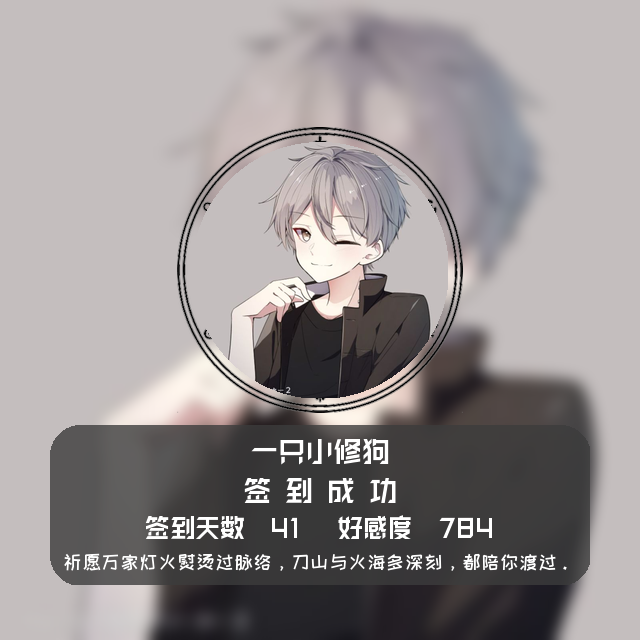 一只小修狗
签 到 成 功
签到天数 41 好感度 784
祈愿万家灯火熨烫过脉络，刀山与火海多深刻，都陪你渡过.